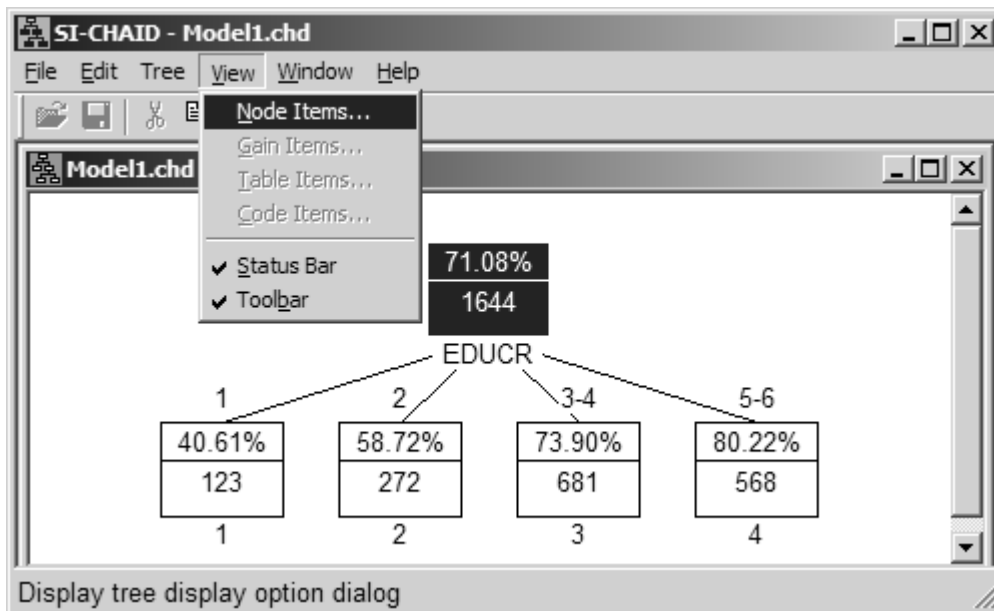 SI-CHAID - Model1.chd
File Edit Tree View Window Help
Node Items...
Gain Items...
Table Items...
Code Items...
Status Bar
Toolbar
Model1.chd
71.08%
1644
EDUCR
1 2 3-4 5-6
40.61% 58.72% 73.90% 80.22%
123 272 681 568
1 2 3 4
Display tree display option dialog